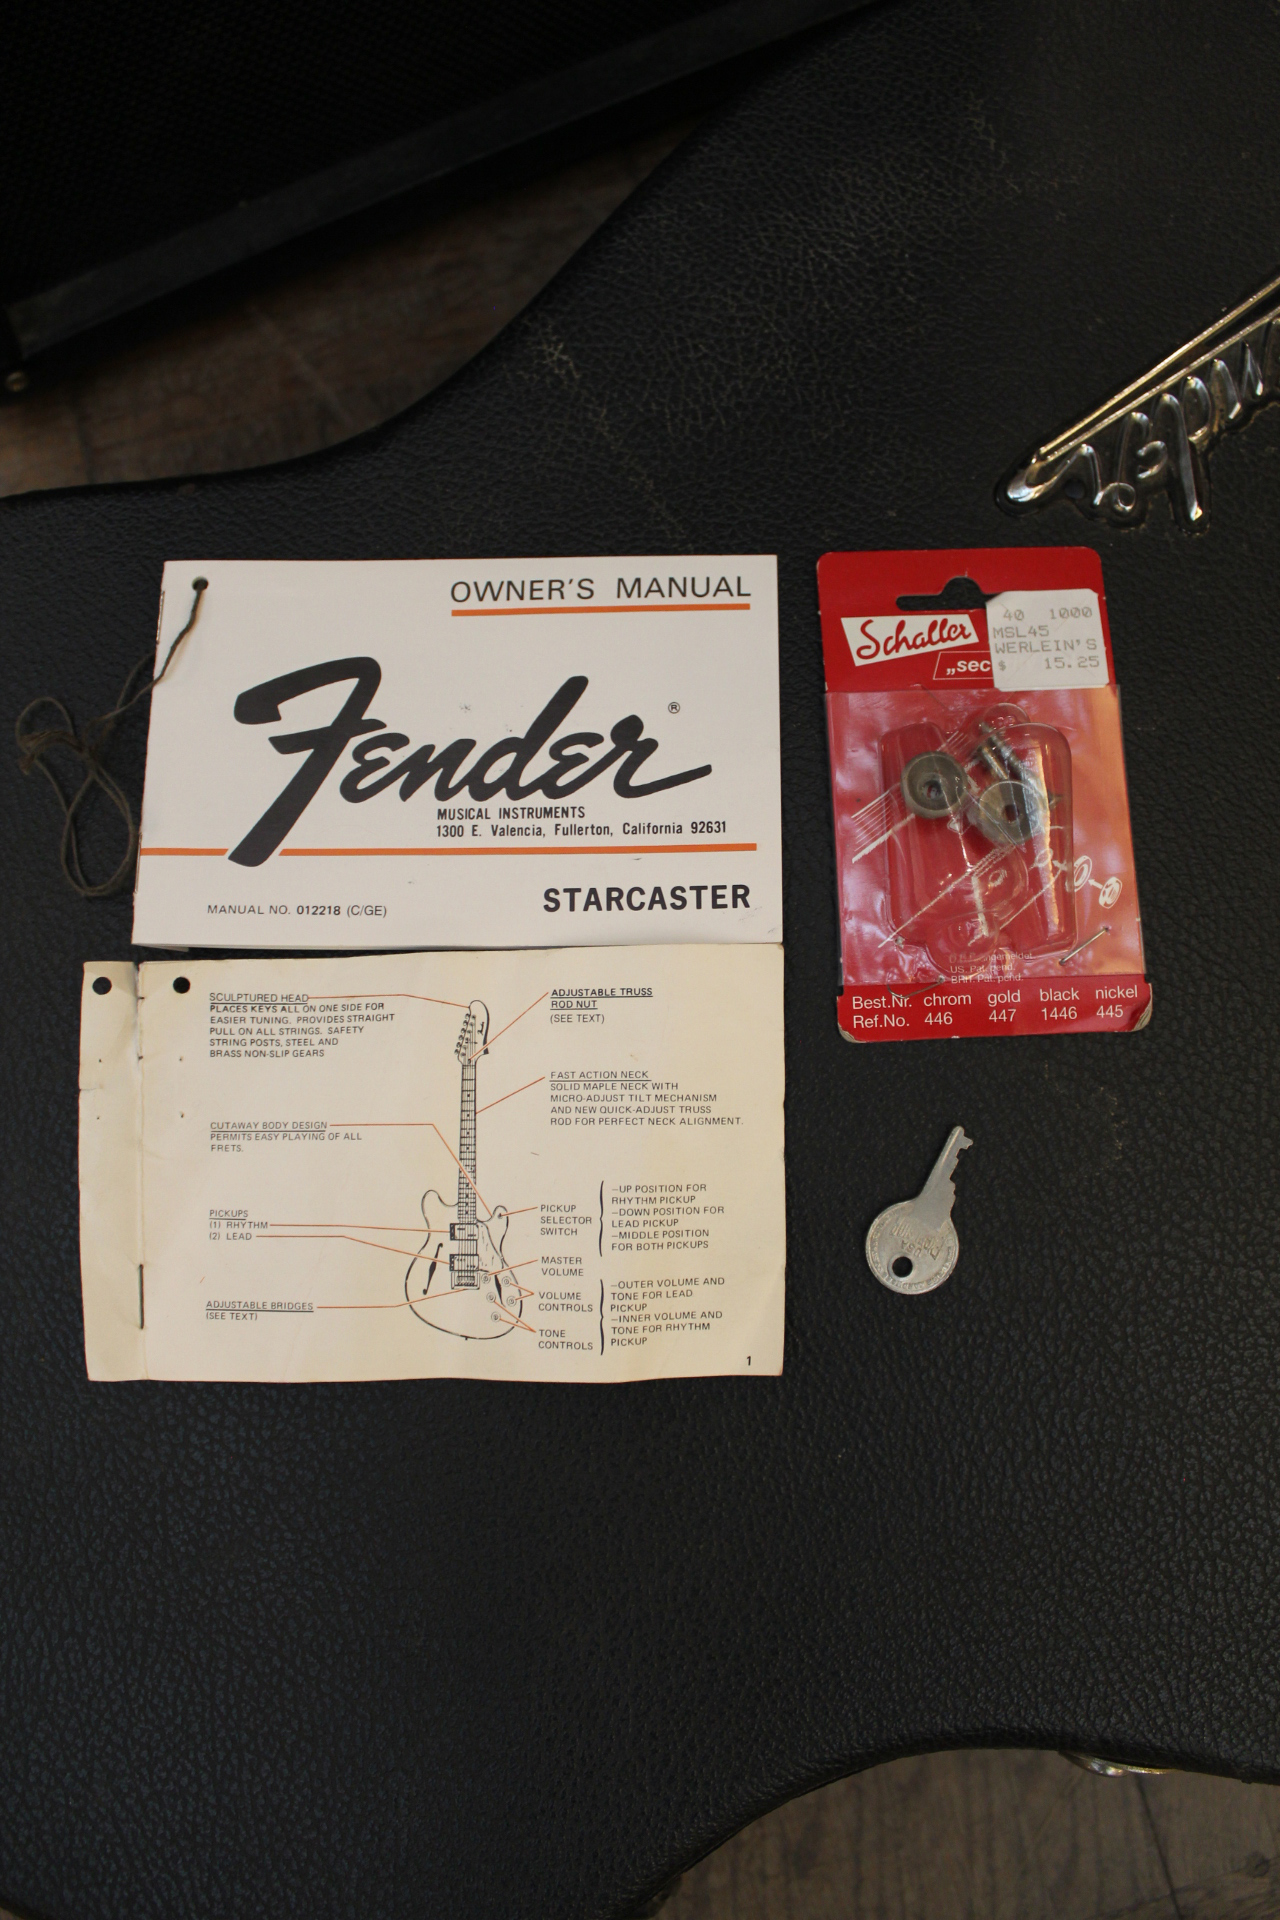 OWNER'S MANUAL
Fender ®
MUSICAL INSTRUMENTS
1300 E. Valencia, Fullerton, California 92631
MANUAL NO. 012218 (C/GE)
STARCASTER
Schaller
„sec
40 1000
MSL45
WERLEIN'S
$ 15.25
US. Pat. pend.
BRIT. Pat. pend.
Best.Nr. chrom gold black nickel
Ref.No. 446 447 1446 445
SCULPTURED HEAD
PLACES KEYS ALL ON ONE SIDE FOR
EASIER TUNING. PROVIDES STRAIGHT
PULL ON ALL STRINGS. SAFETY
STRING POSTS, STEEL AND
BRASS NON-SLIP GEARS
ADJUSTABLE TRUSS
ROD NUT
(SEE TEXT)
FAST ACTION NECK
SOLID MAPLE NECK WITH
MICRO-ADJUST TILT MECHANISM
AND NEW QUICK-ADJUST TRUSS
ROD FOR PERFECT NECK ALIGNMENT.
CUTAWAY BODY DESIGN
PERMITS EASY PLAYING OF ALL
FRETS.
PICKUPS
(1) RHYTHM
(2) LEAD
PICKUP
SELECTOR
SWITCH
–UP POSITION FOR
RHYTHM PICKUP
–DOWN POSITION FOR
LEAD PICKUP
–MIDDLE POSITION
FOR BOTH PICKUPS
MASTER
VOLUME
VOLUME
CONTROLS
TONE
CONTROLS
–OUTER VOLUME AND
TONE FOR LEAD
PICKUP
–INNER VOLUME AND
TONE FOR RHYTHM
PICKUP
ADJUSTABLE BRIDGES
(SEE TEXT)
1